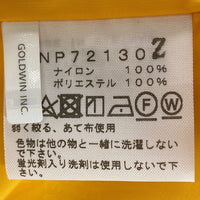 GOLDWIN INC.
NP72130Z
ナイロン 100%
ポリエステル 100%
弱く絞る、あて布使用
色物は他の物と一緒に洗濯しない
で下さい。
蛍光剤入り洗剤は使用しないで下
さい。